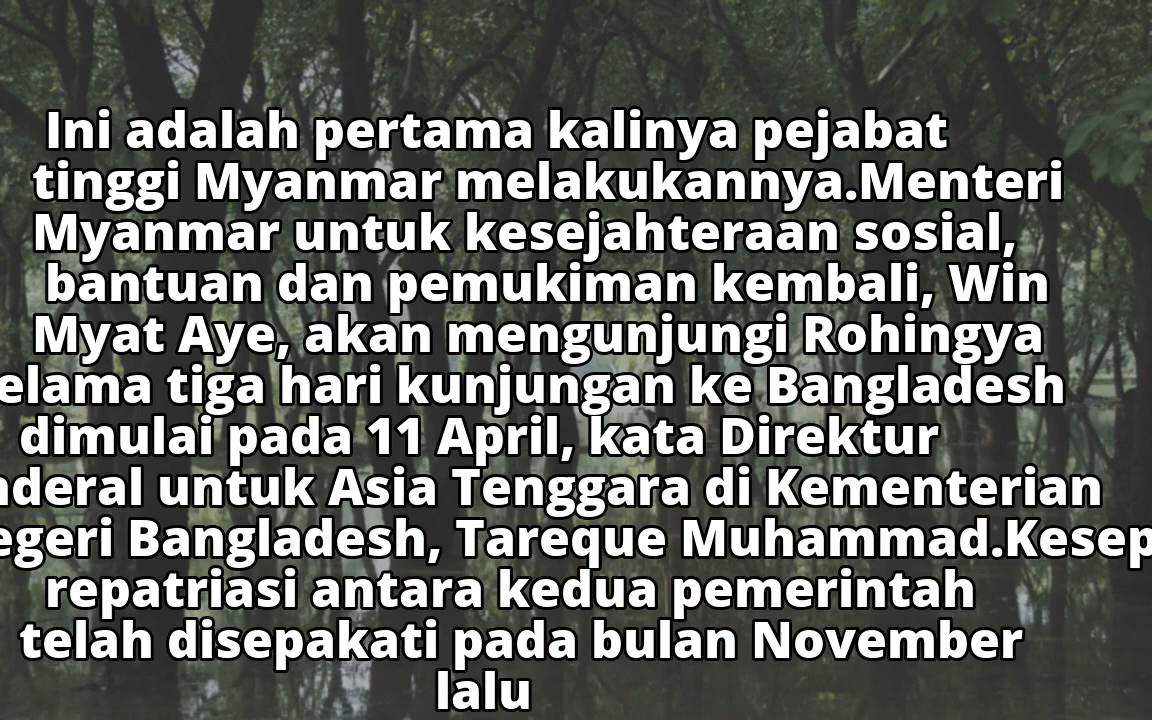 Ini adalah pertama kalinya pejabat
tinggi Myanmar melakukannya.Menteri
Myanmar untuk kesejahteraan sosial,
bantuan dan pemukiman kembali, Win
Myat Aye, akan mengunjungi Rohingya
elama tiga hari kunjungan ke Bangladesh
dimulai pada 11 April, kata Direktur
nderal untuk Asia Tenggara di Kementerian
egeri Bangladesh, Tareque Muhammad.Kesep
repatriasi antara kedua pemerintah
telah disepakati pada bulan November
lalu